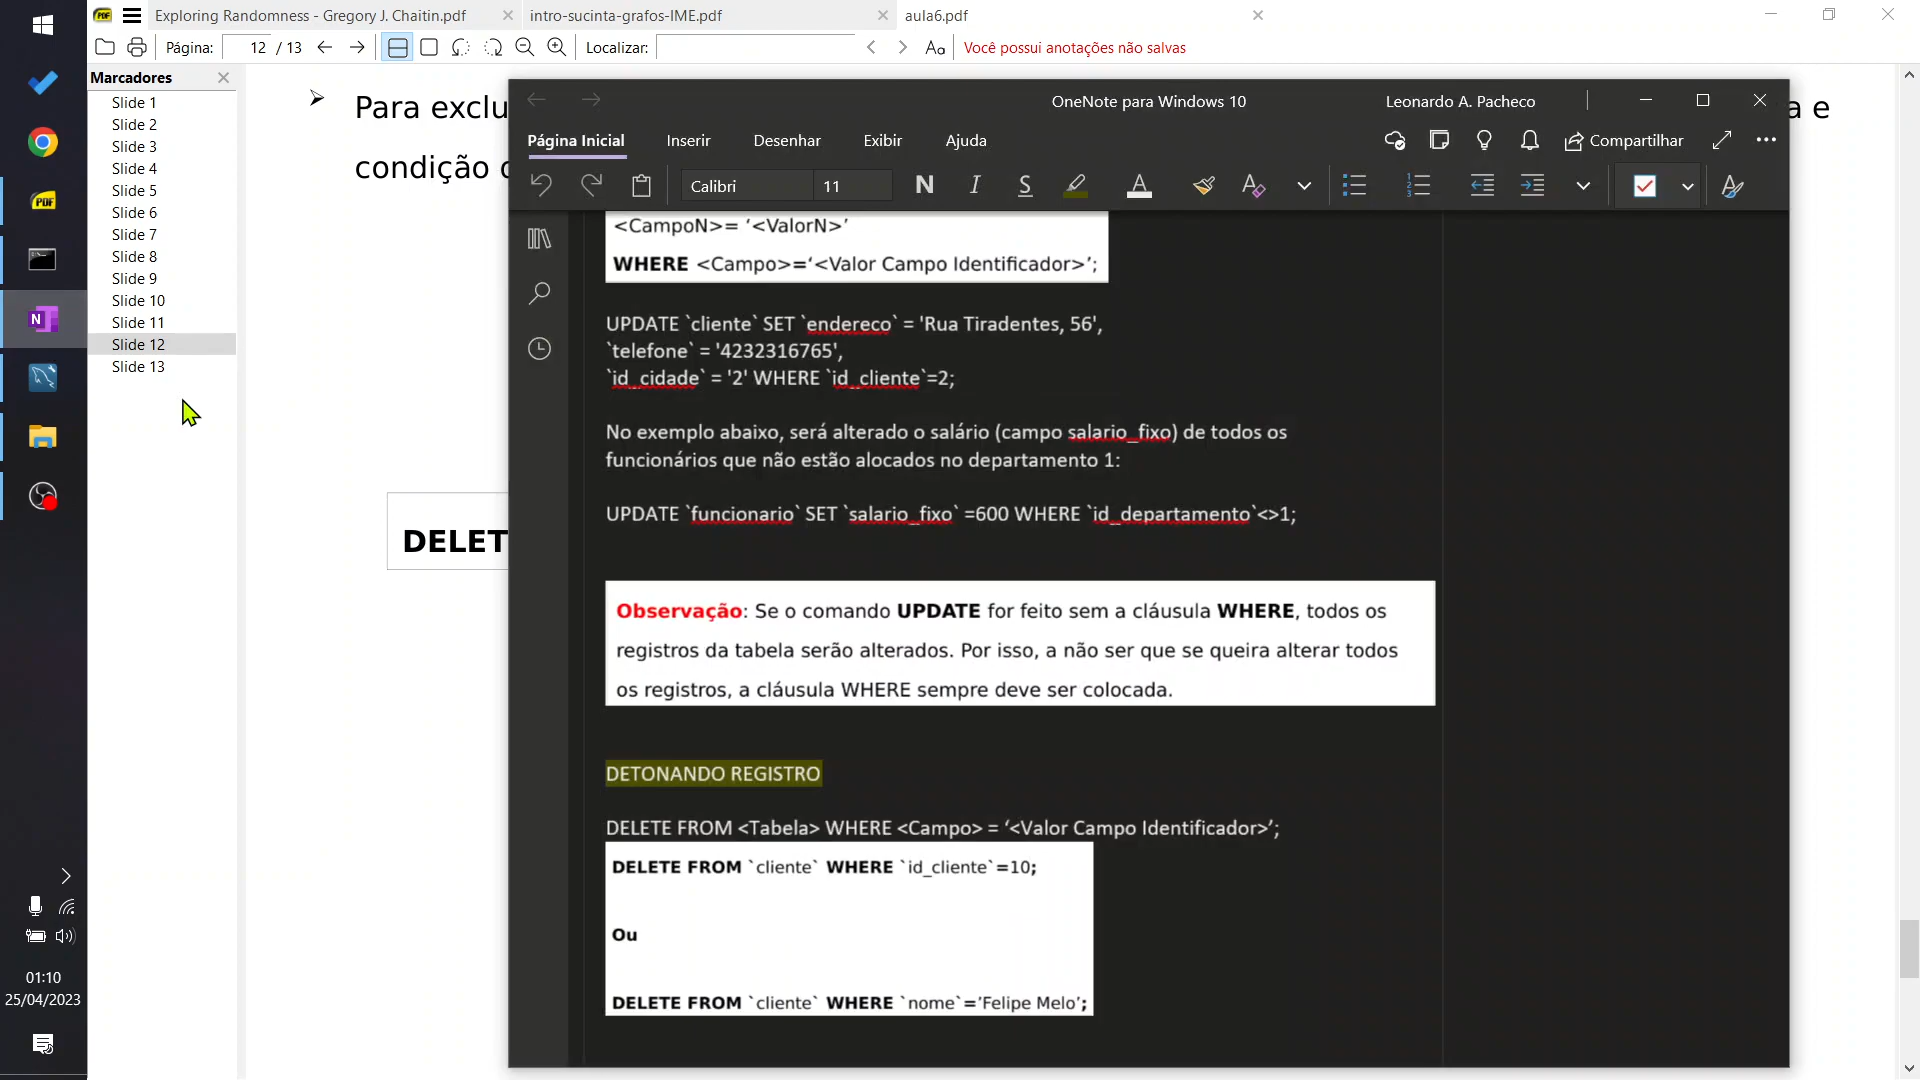 Exploring Randomness - Gregory J. Chaitin.pdf
intro-sucinta-grafos-IME.pdf
aula6.pdf
Página: 12 / 13
Localizar:
Você possui anotações não salvas
Marcadores
Slide 1
Slide 2
Slide 3
Slide 4
Slide 5
Slide 6
Slide 7
Slide 8
Slide 9
Slide 10
Slide 11
Slide 12
Slide 13
Para exclu
a e
condição
DELET
OneNote para Windows 10
Leonardo A. Pacheco
Página Inicial
Inserir
Desenhar
Exibir
Ajuda
Compartilhar
Calibri
11
N
I
S
<CampoN>= ‘<ValorN>’
WHERE <Campo>=‘<Valor Campo Identificador>’;
UPDATE `cliente` SET `endereco` = 'Rua Tiradentes, 56',
`telefone` = '4232316765',
`id_cidade` = '2' WHERE `id_cliente`=2;
No exemplo abaixo, será alterado o salário (campo salario_fixo) de todos os
funcionários que não estão alocados no departamento 1:
UPDATE `funcionario` SET `salario_fixo` =600 WHERE `id_departamento`<>1;
Observação: Se o comando UPDATE for feito sem a cláusula WHERE, todos os
registros da tabela serão alterados. Por isso, a não ser que se queira alterar todos
os registros, a cláusula WHERE sempre deve ser colocada.
DETONANDO REGISTRO
DELETE FROM <Tabela> WHERE <Campo> = ‘<Valor Campo Identificador>’;
DELETE FROM `cliente` WHERE `id_cliente`=10;
Ou
DELETE FROM `cliente` WHERE `nome`=’Felipe Melo’;
01:10
25/04/2023